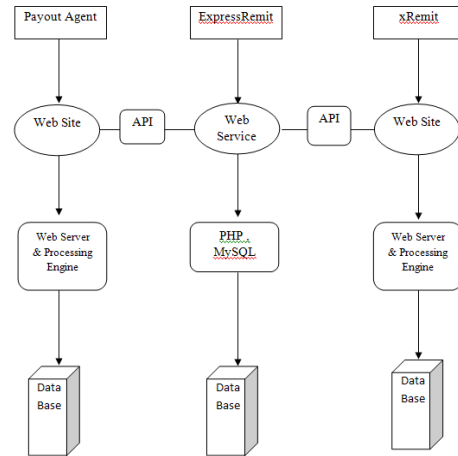 Payout Agent
ExpressRemit
xRemit
Web Site
API
Web
Service
API
Web Site
Web Server
& Processing
Engine
PHP ,
MySQL
Web Server
& Processing
Engine
Data
Base
Data
Base
Data
Base